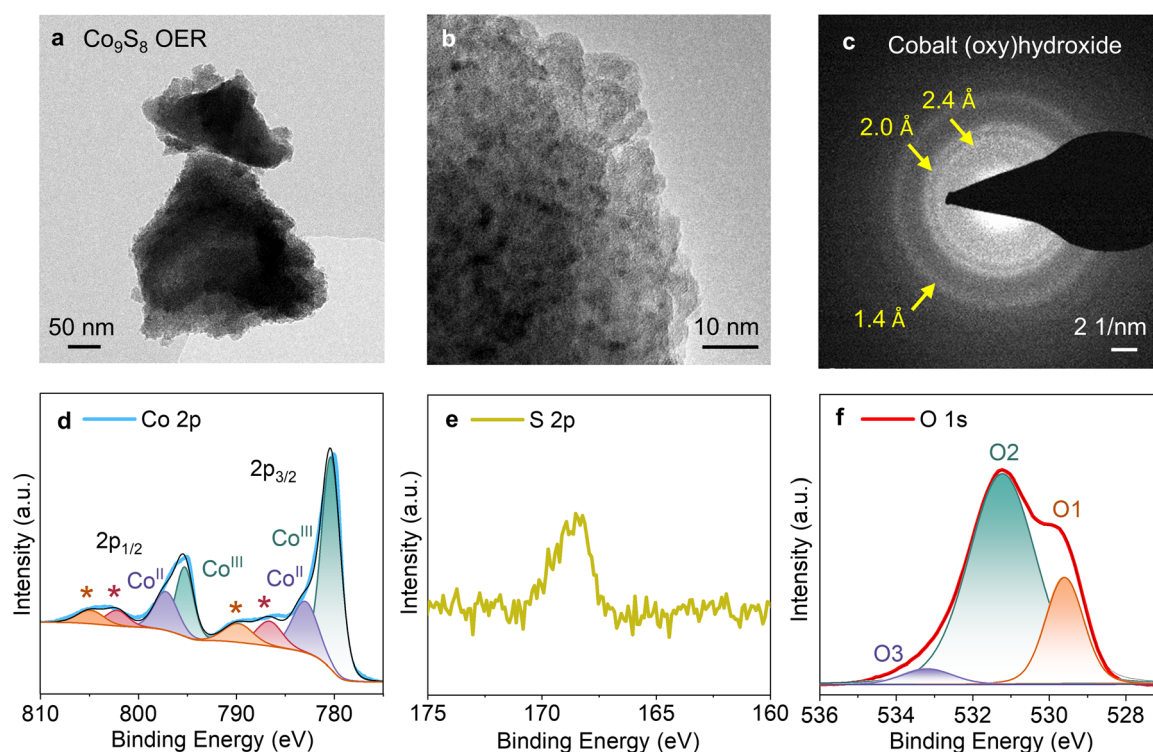 a Co₉S₈ OER
50 nm
b
10 nm
c Cobalt (oxy)hydroxide
2.4 Å
2.0 Å
1.4 Å
2 1/nm
d Co 2p
2p₃/₂
Coᴵᴵᴵ
2p₁/₂
Coᴵᴵ
Coᴵᴵᴵ
Coᴵᴵ
* * * *
Intensity (a.u.)
810 800 790 780
Binding Energy (eV)
e S 2p
Intensity (a.u.)
175 170 165 160
Binding Energy (eV)
f O 1s
O2
O1
O3
Intensity (a.u.)
536 534 532 530 528
Binding Energy (eV)